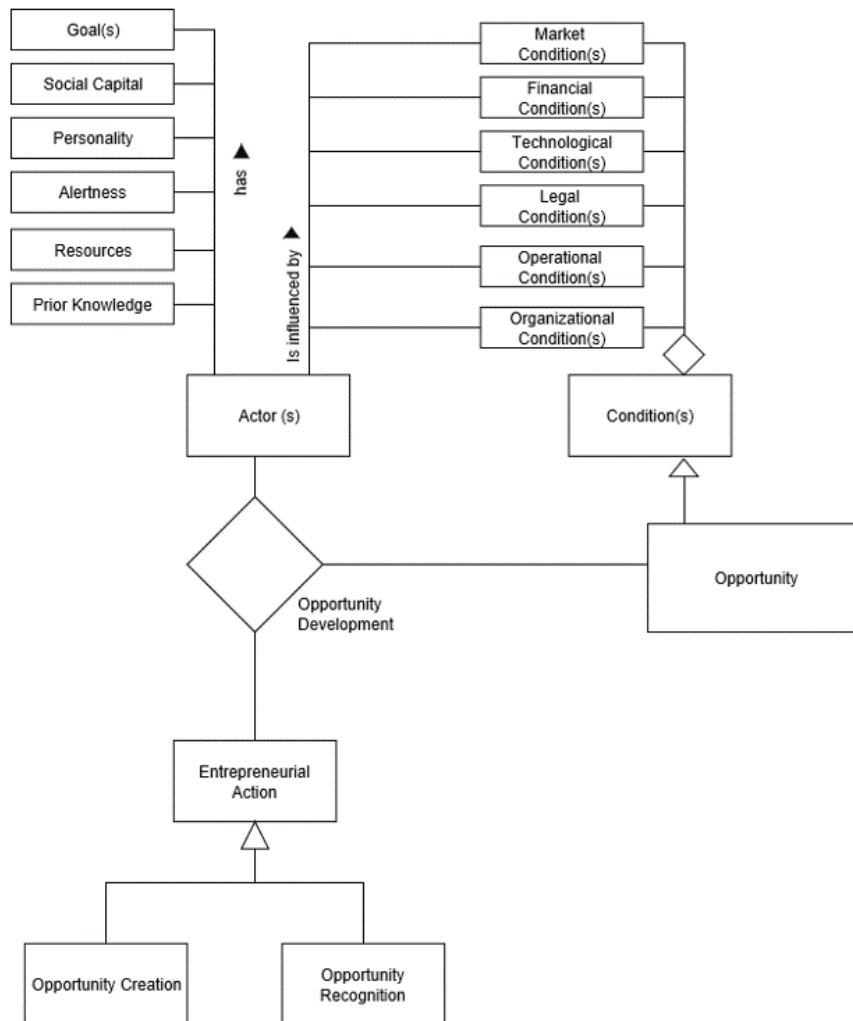 Goal(s)
Social Capital
Personality
Alertness
Resources
Prior Knowledge
has
Is influenced by
Market
Condition(s)
Financial
Condition(s)
Technological
Condition(s)
Legal
Condition(s)
Operational
Condition(s)
Organizational
Condition(s)
Actor (s)
Condition(s)
Opportunity
Opportunity
Development
Entrepreneurial
Action
Opportunity Creation
Opportunity
Recognition